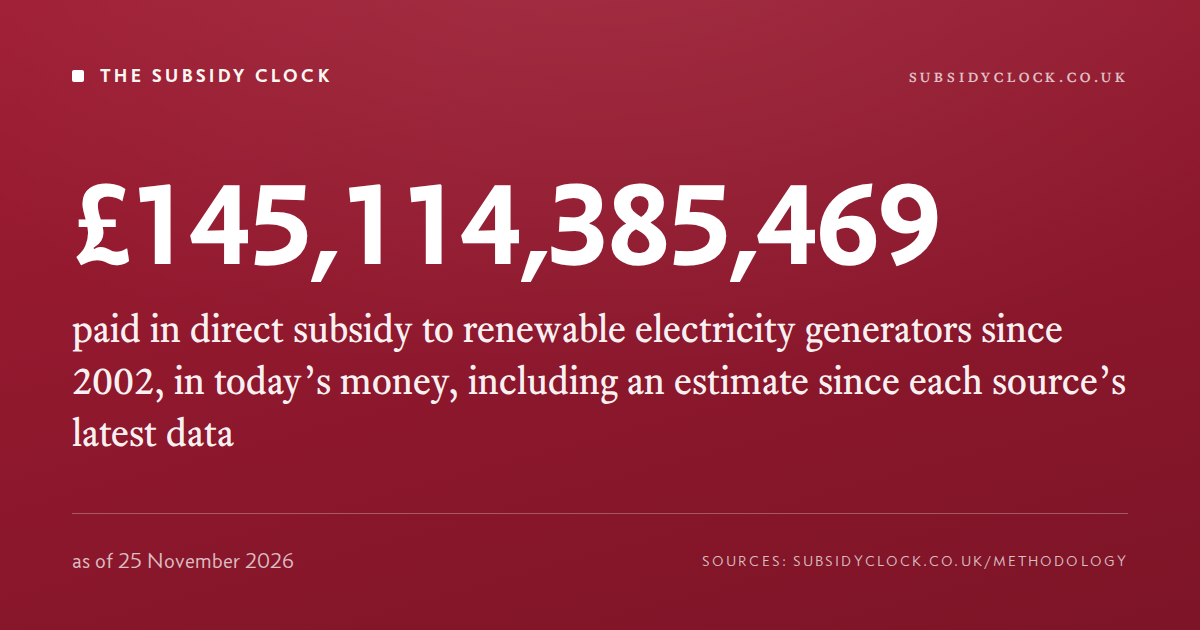 THE SUBSIDY CLOCK
SUBSIDYCLOCK.CO.UK
£145,114,385,469
paid in direct subsidy to renewable electricity generators since
2002, in today’s money, including an estimate since each source’s
latest data
as of 25 November 2026
SOURCES: SUBSIDYCLOCK.CO.UK/METHODOLOGY